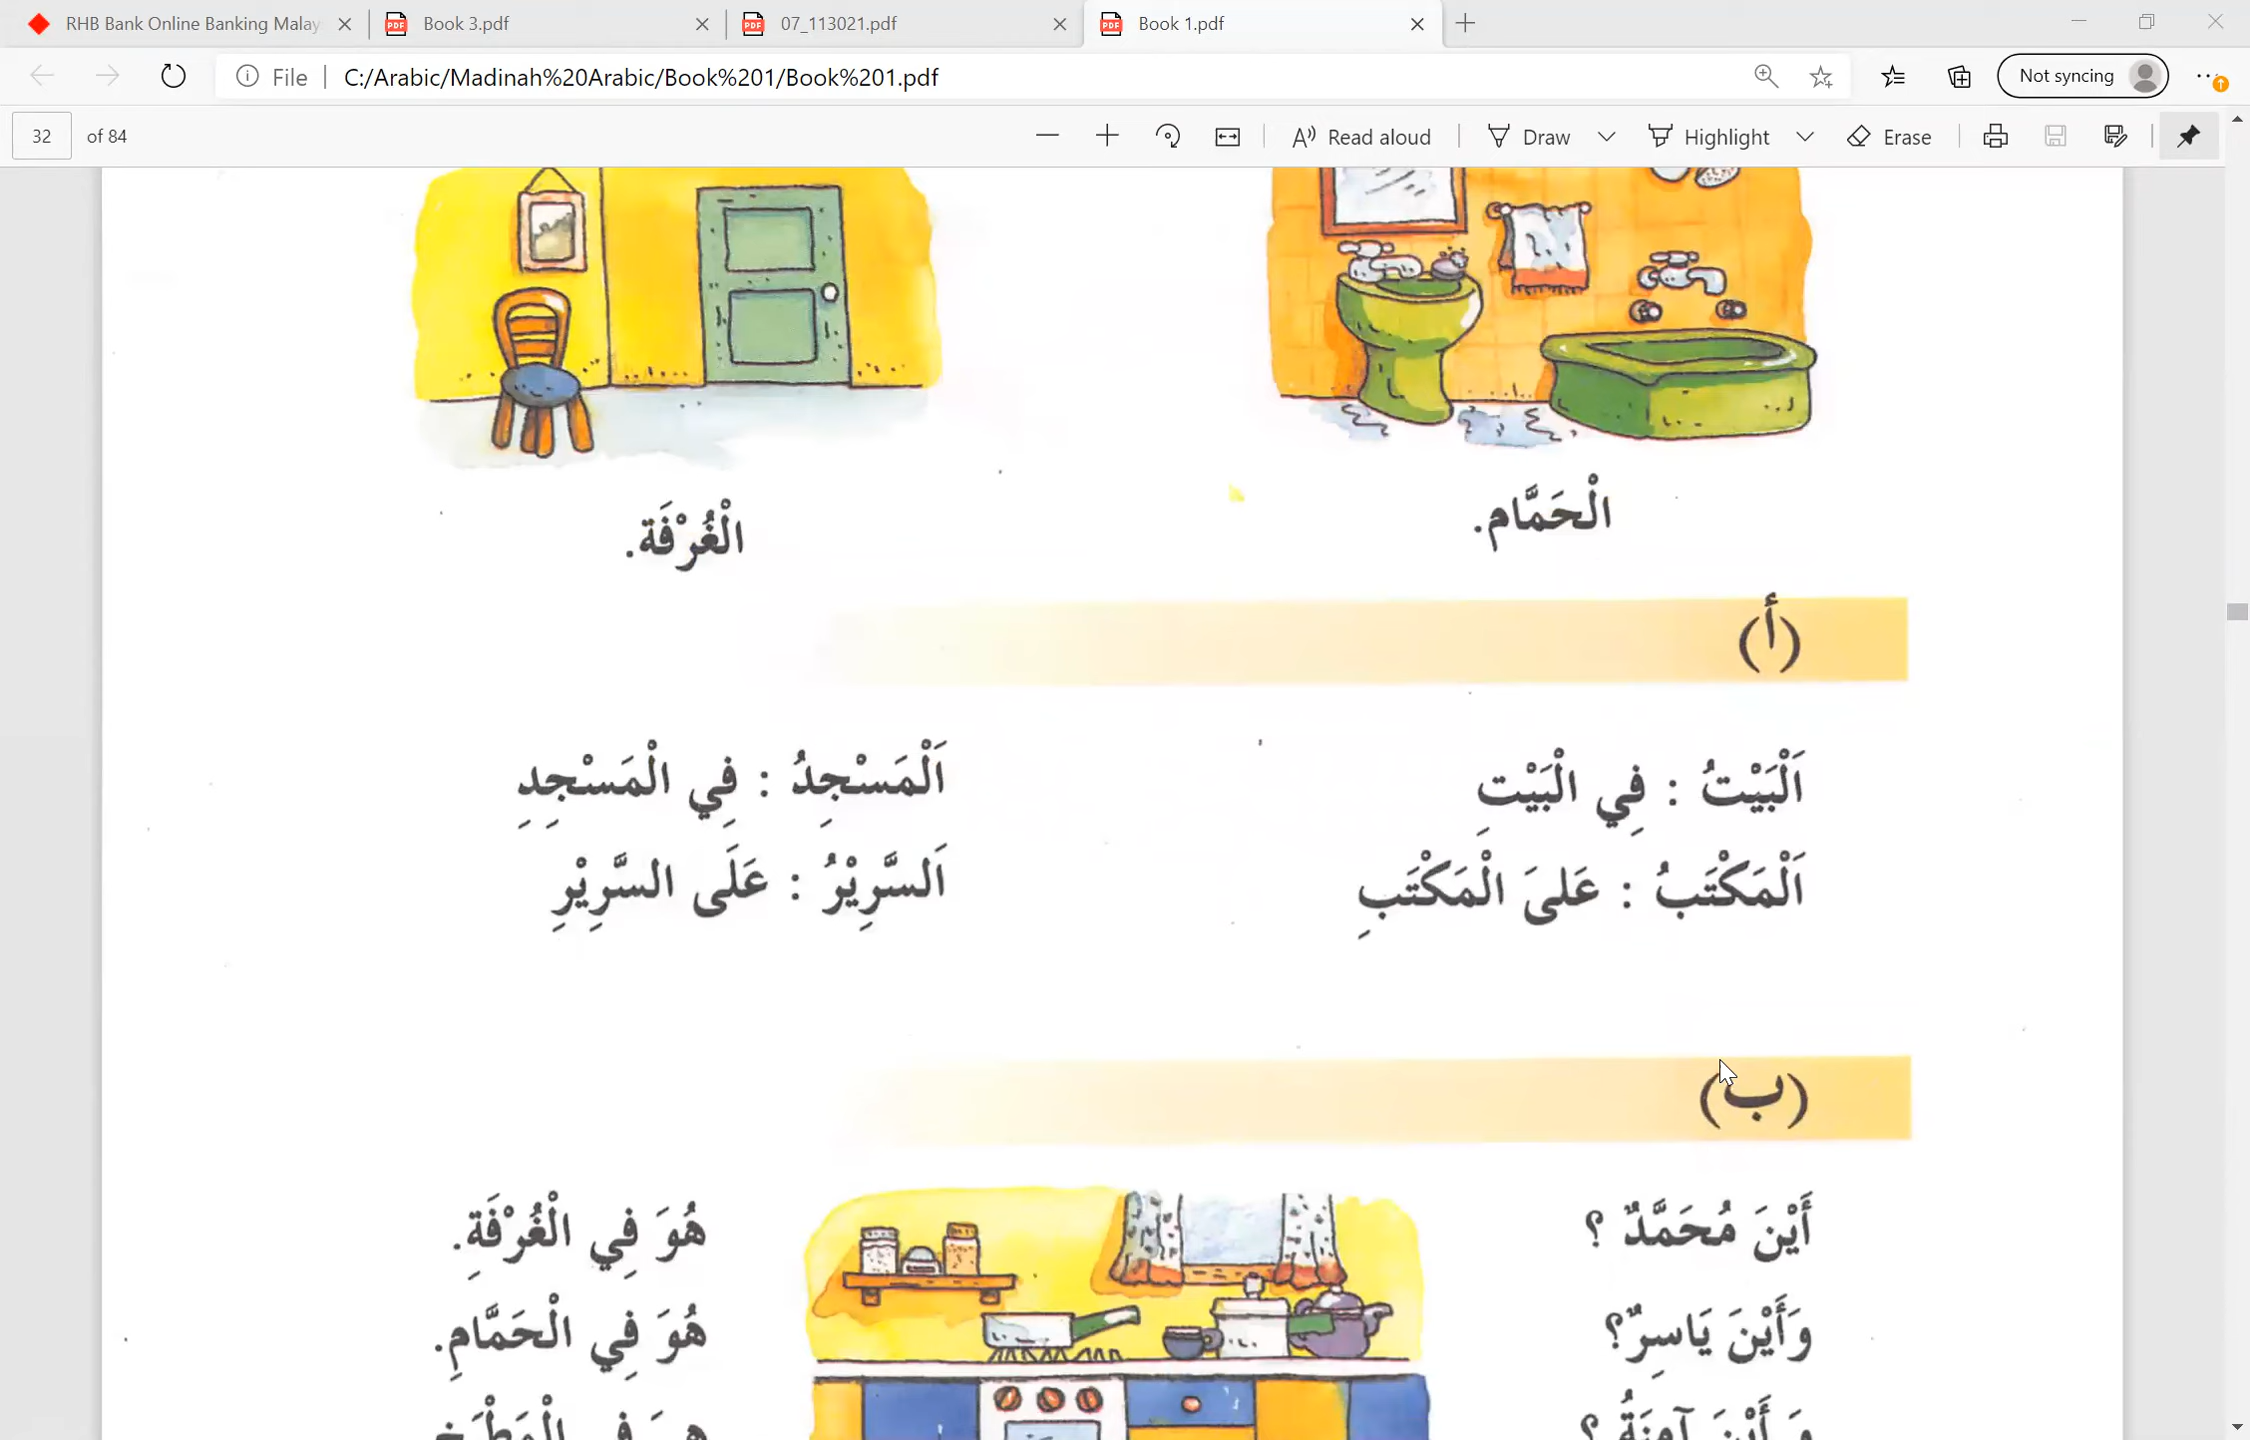 RHB Bank Online Banking Malay
Book 3.pdf
07_113021.pdf
Book 1.pdf
File
C:/Arabic/Madinah%20Arabic/Book%201/Book%201.pdf
Not syncing
32 of 84
Read aloud
Draw
Highlight
Erase
الْحَمَّام.
الْغُرْفَة.
(أ)
اَلْبَيْتُ : فِي الْبَيْتِ
اَلْمَسْجِدُ : فِي الْمَسْجِدِ
اَلْمَكْتَبُ : عَلىَ الْمَكْتَبِ
اَلسَّرِيْرُ : عَلَى السَّرِيْرِ
(ب)
أَيْنَ مُحَمَّدٌ ؟
هُوَ فِي الْغُرْفَةِ.
وَأَيْنَ يَاسِرٌ؟
هُوَ فِي الْحَمَّامِ.
وَ أَيْنَ آمِنَةُ ؟